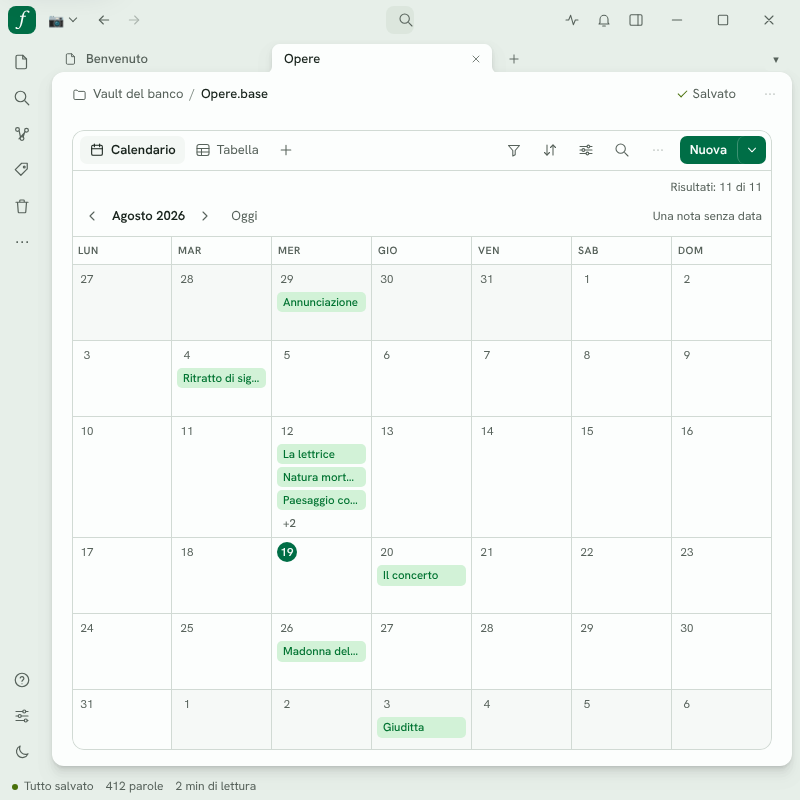 f
Benvenuto
Opere
Vault del banco / Opere.base
Salvato
Calendario
Tabella
Nuova
Risultati: 11 di 11
Agosto 2026
Oggi
Una nota senza data
LUN MAR MER GIO VEN SAB DOM
27 28 29 30 31 1 2
Annunciazione
3 4 5 6 7 8 9
Ritratto di sig…
10 11 12 13 14 15 16
La lettrice
Natura mort…
Paesaggio co…
+2
17 18 19 20 21 22 23
Il concerto
24 25 26 27 28 29 30
Madonna del…
31 1 2 3 4 5 6
Giuditta
Tutto salvato 412 parole 2 min di lettura